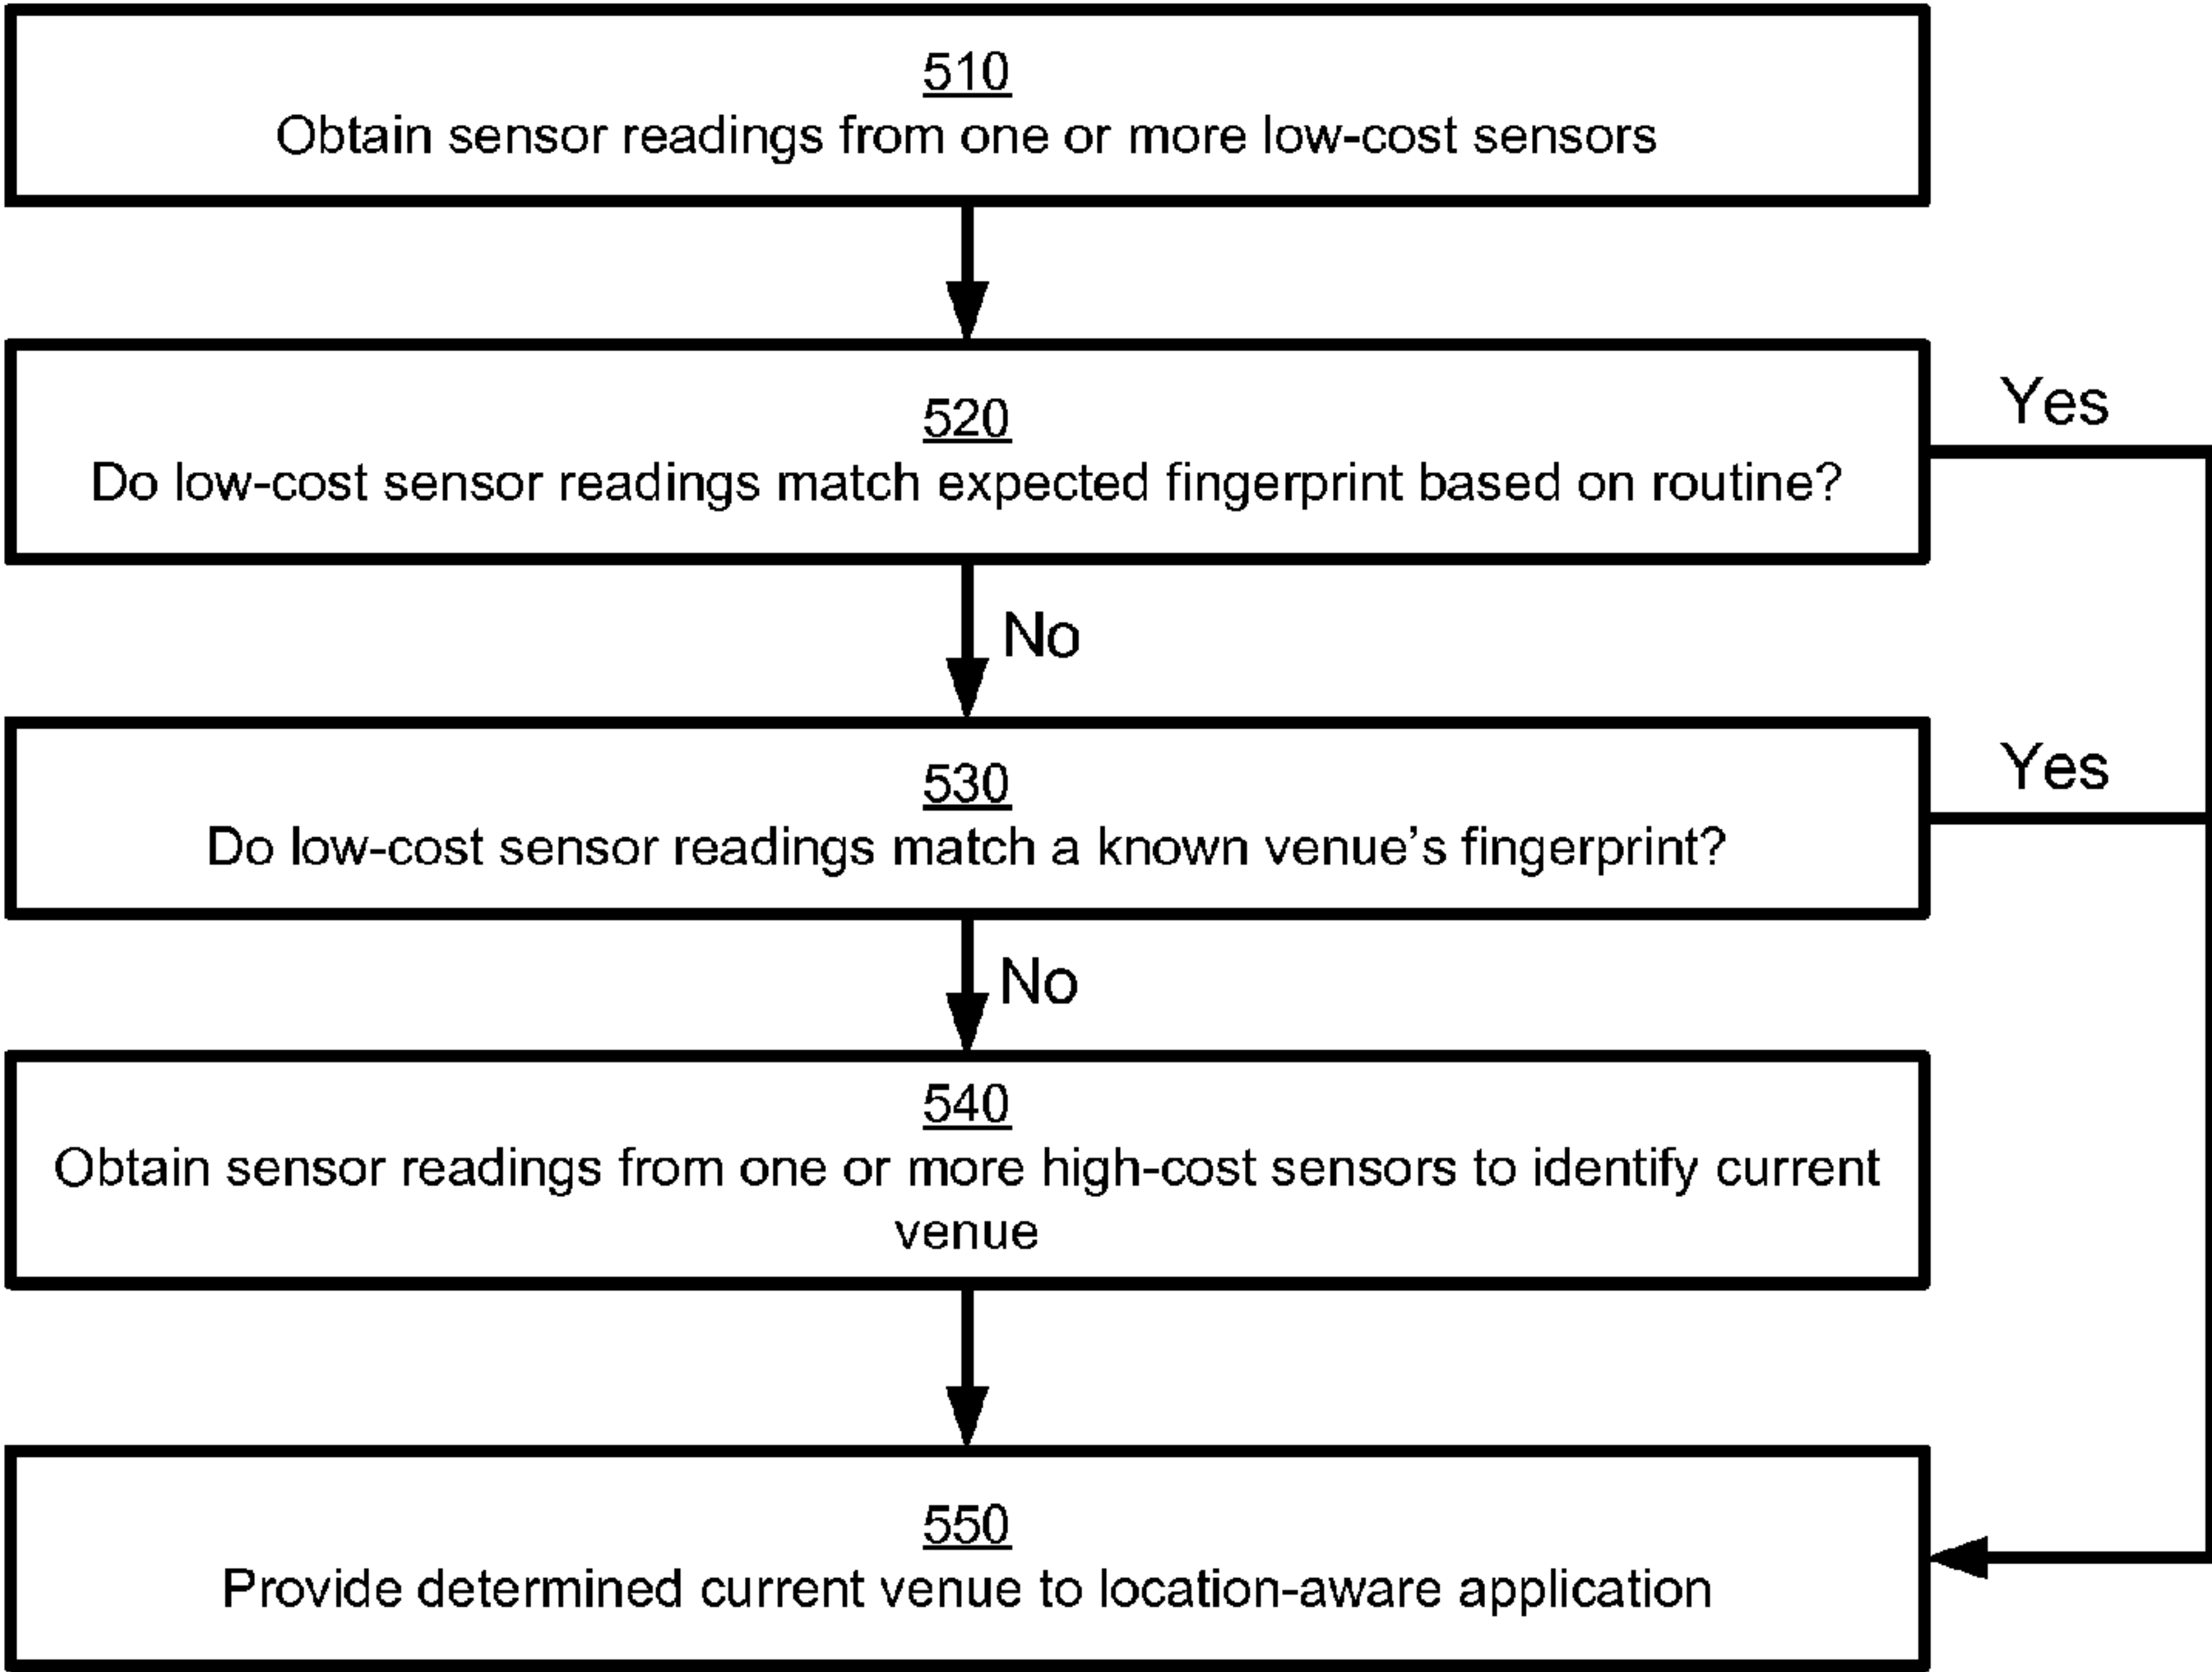 510
Obtain sensor readings from one or more low-cost sensors
520
Do low-cost sensor readings match expected fingerprint based on routine?
Yes
No
530
Do low-cost sensor readings match a known venue’s fingerprint?
Yes
No
540
Obtain sensor readings from one or more high-cost sensors to identify current
venue
550
Provide determined current venue to location-aware application